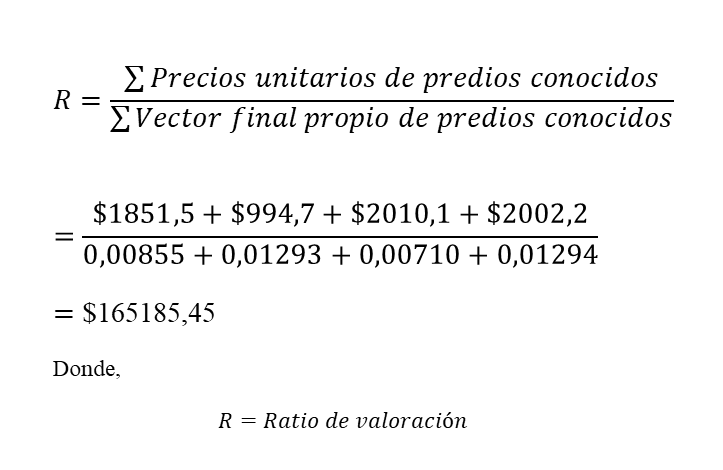 R = ∑ Precios unitarios de predios conocidos / ∑ Vector final propio de predios conocidos
= $1851,5 + $994,7 + $2010,1 + $2002,2 / 0,00855 + 0,01293 + 0,00710 + 0,01294
= $165185,45
Donde,
R = Ratio de valoración